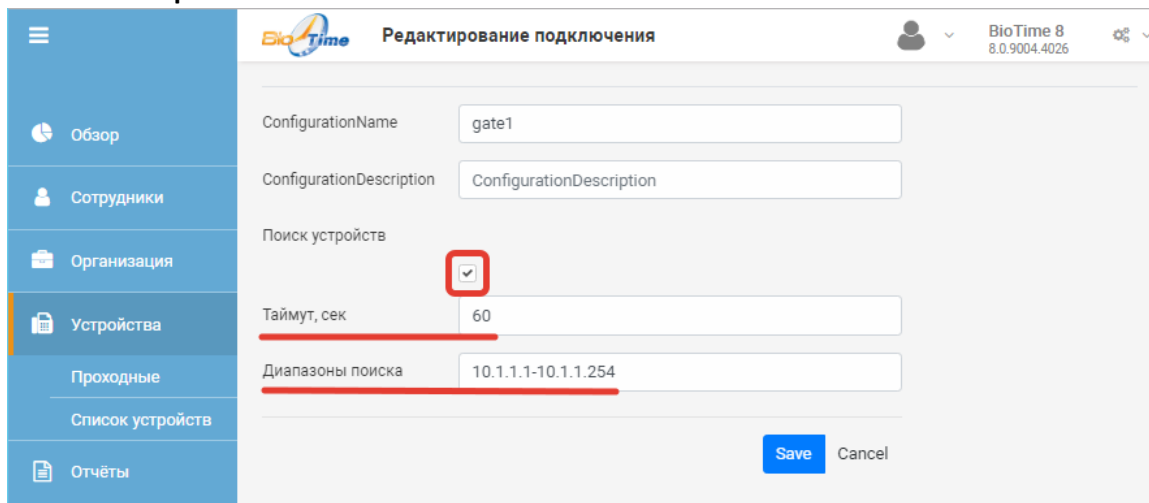 BioTime
Редактирование подключения
BioTime 8
8.0.9004.4026
Обзор
Сотрудники
Организация
Устройства
Проходные
Список устройств
Отчёты
ConfigurationName
gate1
ConfigurationDescription
ConfigurationDescription
Поиск устройств
Таймут, сек
60
Диапазоны поиска
10.1.1.1-10.1.1.254
Save
Cancel